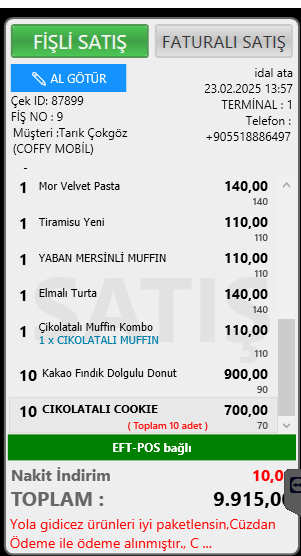 FİŞLİ SATIŞ FATURALI SATIŞ
AL GÖTÜR
idal ata
23.02.2025 13:57
Çek ID: 87899
TERMİNAL : 1
FİŞ NO : 9
Telefon :
Müşteri :Tarık Çokgöz
+905518886497
(COFFY MOBİL)
-
1 Mor Velvet Pasta 140,00
140
1 Tiramisu Yeni 110,00
110
1 YABAN MERSİNLİ MUFFIN 110,00
110
1 Elmalı Turta 140,00
140
1 Çikolatalı Muffin Kombo 110,00
1 x CIKOLATALI MUFFIN
110
10 Kakao Fındık Dolgulu Donut 900,00
90
10 CIKOLATALI COOKIE 700,00
( Toplam 10 adet ) 70
SATIŞ
EFT-POS bağlı
Nakit İndirim 10,0
TOPLAM : 9.915,0
Yola gidicez ürünleri iyi paketlensin,Cüzdan
Ödeme ile ödeme alınmıştır., C ...